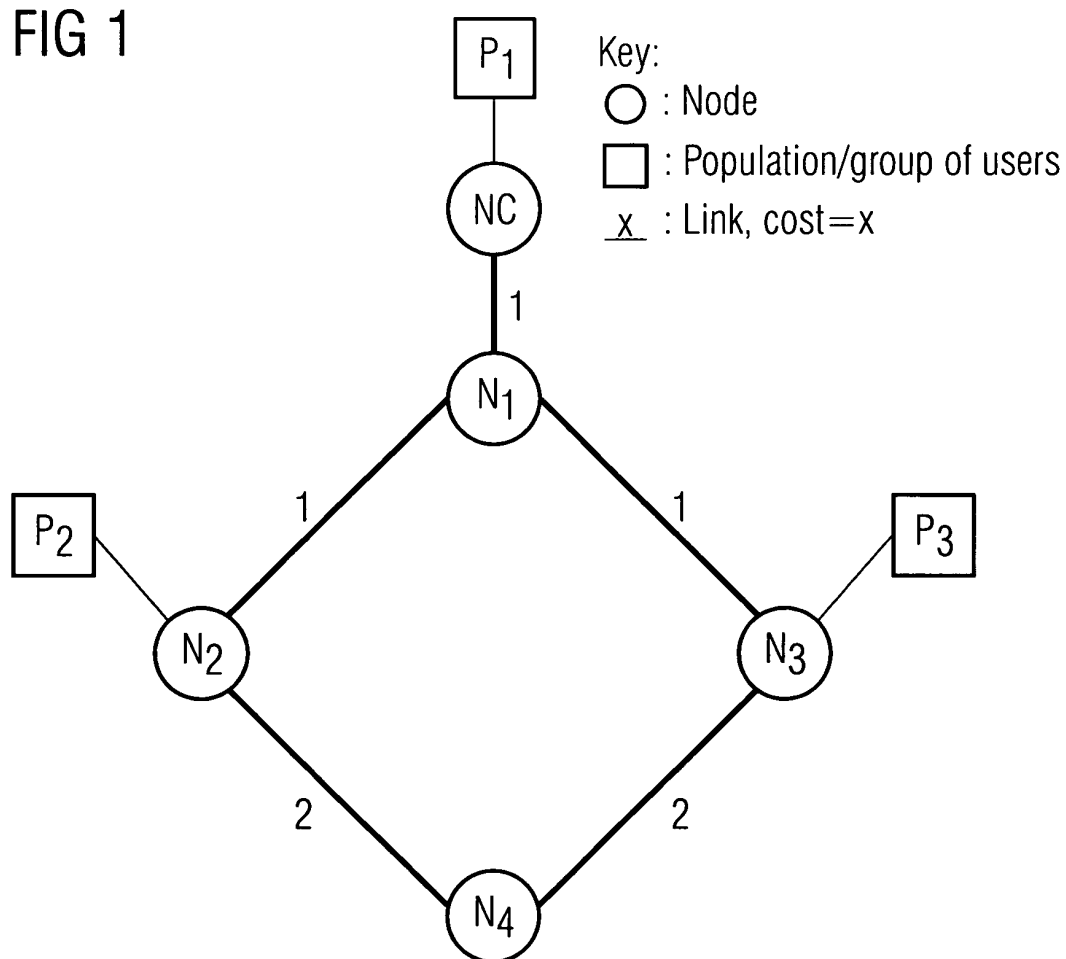 FIG 1
P1
Key:
: Node
: Population/group of users
x : Link, cost=x
NC
1
N1
1
1
P2
P3
N2
N3
2
2
N4